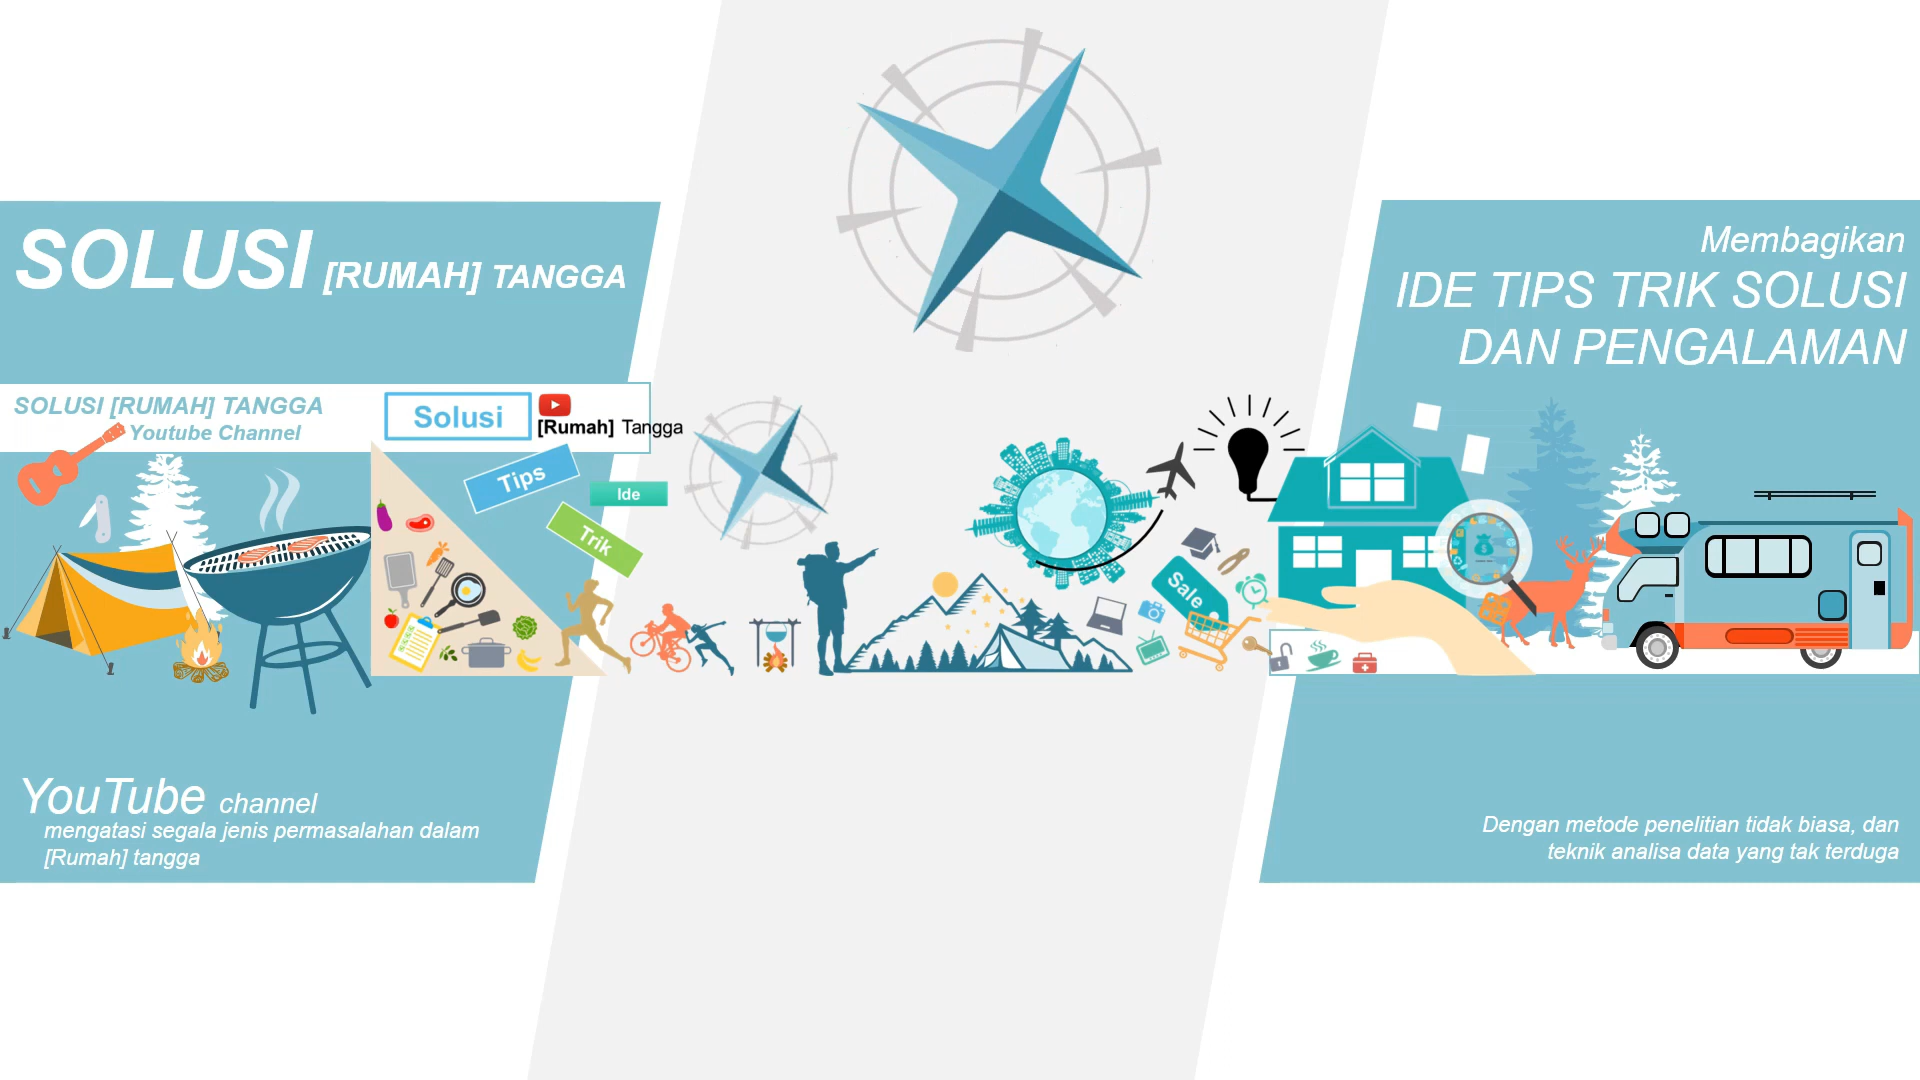 SOLUSI [RUMAH] TANGGA
SOLUSI [RUMAH] TANGGA
Youtube Channel
Solusi
[Rumah] Tangga
Tips
Ide
Trik
YouTube channel
mengatasi segala jenis permasalahan dalam
[Rumah] tangga
Sale
Membagikan
IDE TIPS TRIK SOLUSI
DAN PENGALAMAN
Dengan metode penelitian tidak biasa, dan
teknik analisa data yang tak terduga